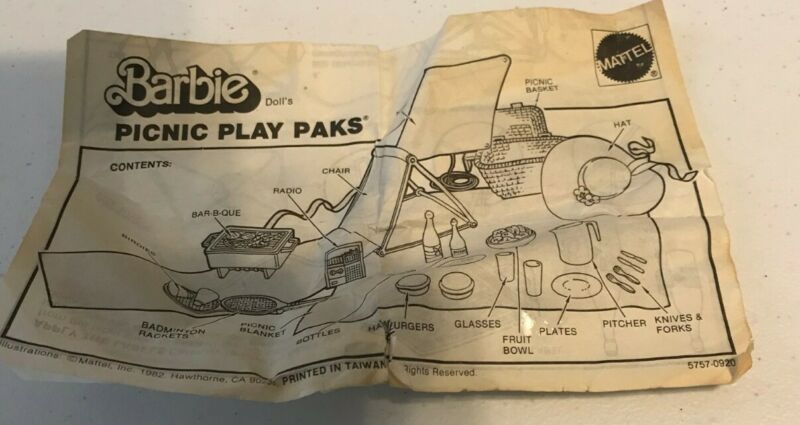 Barbie® Doll's
MATTEL®
PICNIC PLAY PAKS®
CONTENTS:
PICNIC
BASKET
HAT
CHAIR
RADIO
BAR-B-QUE
BIRDIES
BADMINTON
RACKETS
PICNIC
BLANKET
BOTTLES
GLASSES
FRUIT
BOWL
PLATES
PITCHER
KNIVES &
FORKS
Illustrations: ©Mattel, Inc. 1982 Hawthorne, CA PRINTED IN TAIWAN Rights Reserved.
5757-0920